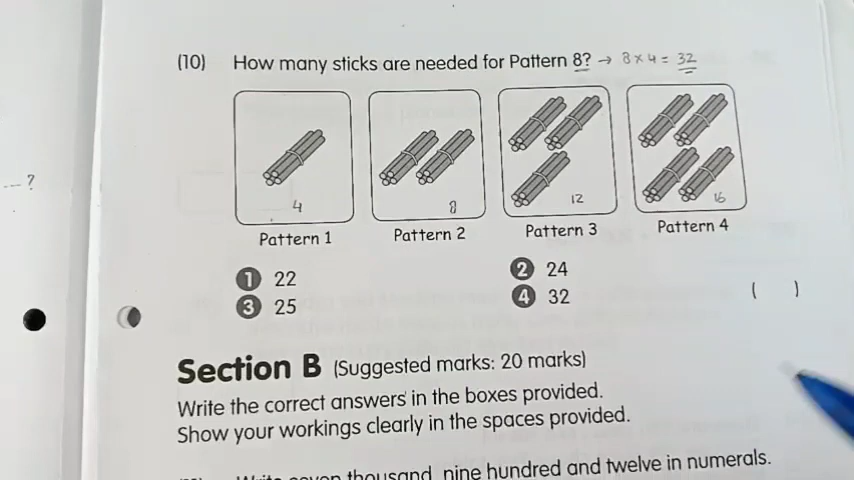 (10) How many sticks are needed for Pattern 8? → 8 × 4 = 32
--- ?
4 8 12 16
Pattern 1 Pattern 2 Pattern 3 Pattern 4
1 22 2 24
3 25 4 32 ( )
Section B (Suggested marks: 20 marks)
Write the correct answers in the boxes provided.
Show your workings clearly in the spaces provided.
Write seven thousand, nine hundred and twelve in numerals.